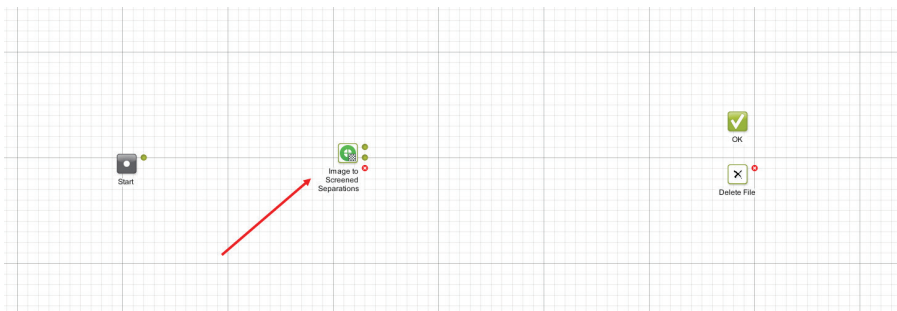 OK
Start
Image to
Screened
Separations
Delete File